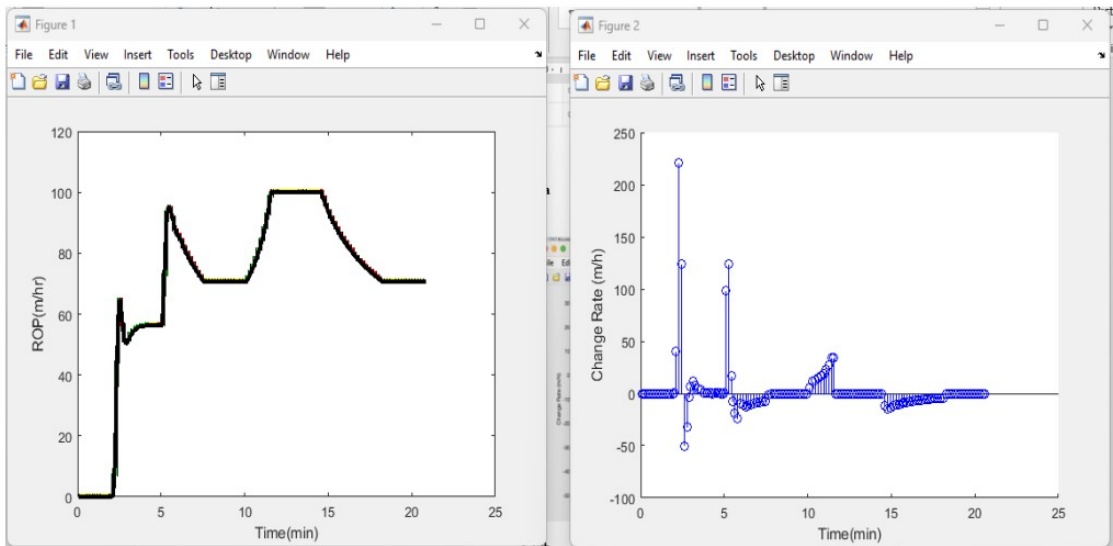 Figure 1
File Edit View Insert Tools Desktop Window Help
120
100
80
60
40
20
0
ROP(m/hr)
0 5 10 15 20 25
Time(min)
Figure 2
File Edit View Insert Tools Desktop Window Help
250
200
150
100
50
0
-50
-100
Change Rate (m/h)
0 5 10 15 20 25
Time(min)